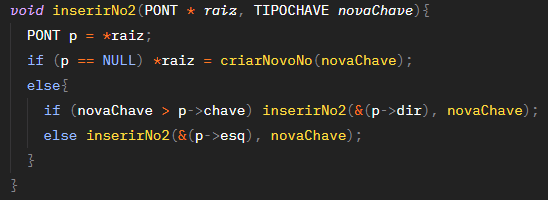 void inserirNo2(PONT * raiz, TIPOCHAVE novaChave){
PONT p = *raiz;
if (p == NULL) *raiz = criarNovoNo(novaChave);
else{
if (novaChave > p->chave) inserirNo2(&(p->dir), novaChave);
else inserirNo2(&(p->esq), novaChave);
}
}